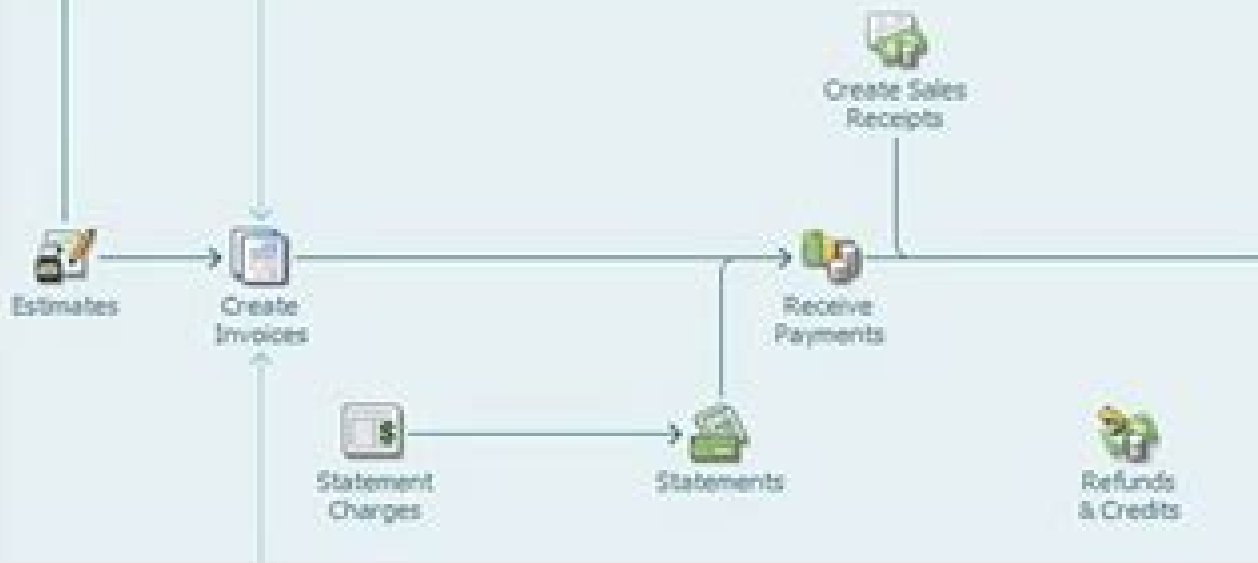 Create Sales
Receipts
Estimates
Create
Invoices
Receive
Payments
Statement
Charges
Statements
Refunds
& Credits